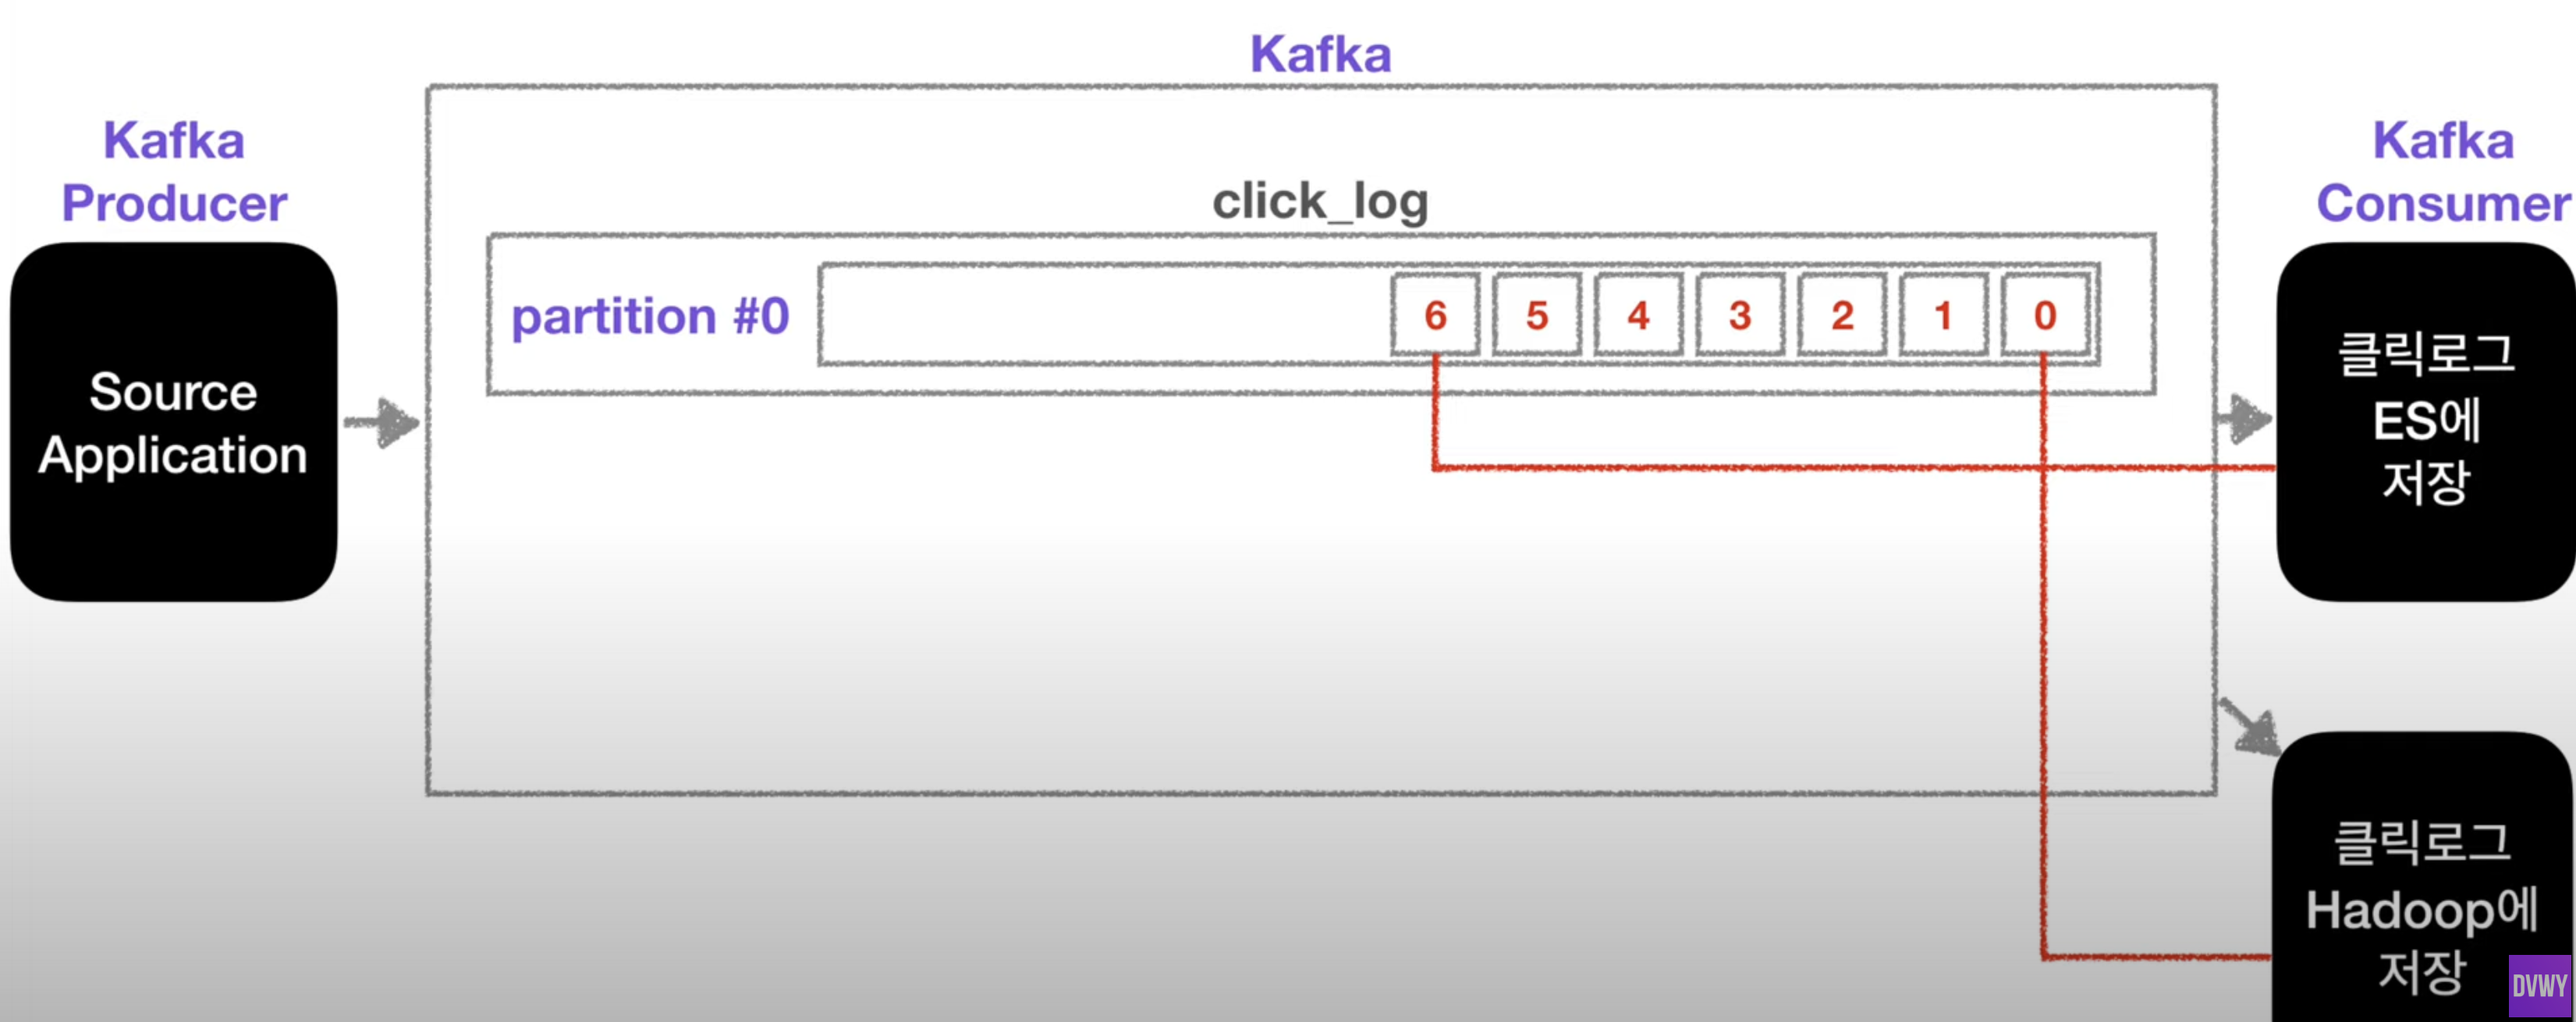 Kafka
Kafka
Producer
Source
Application
click_log
partition #0
6 5 4 3 2 1 0
Kafka
Consumer
클릭로그
ES에
저장
클릭로그
Hadoop에
저장
DVWY